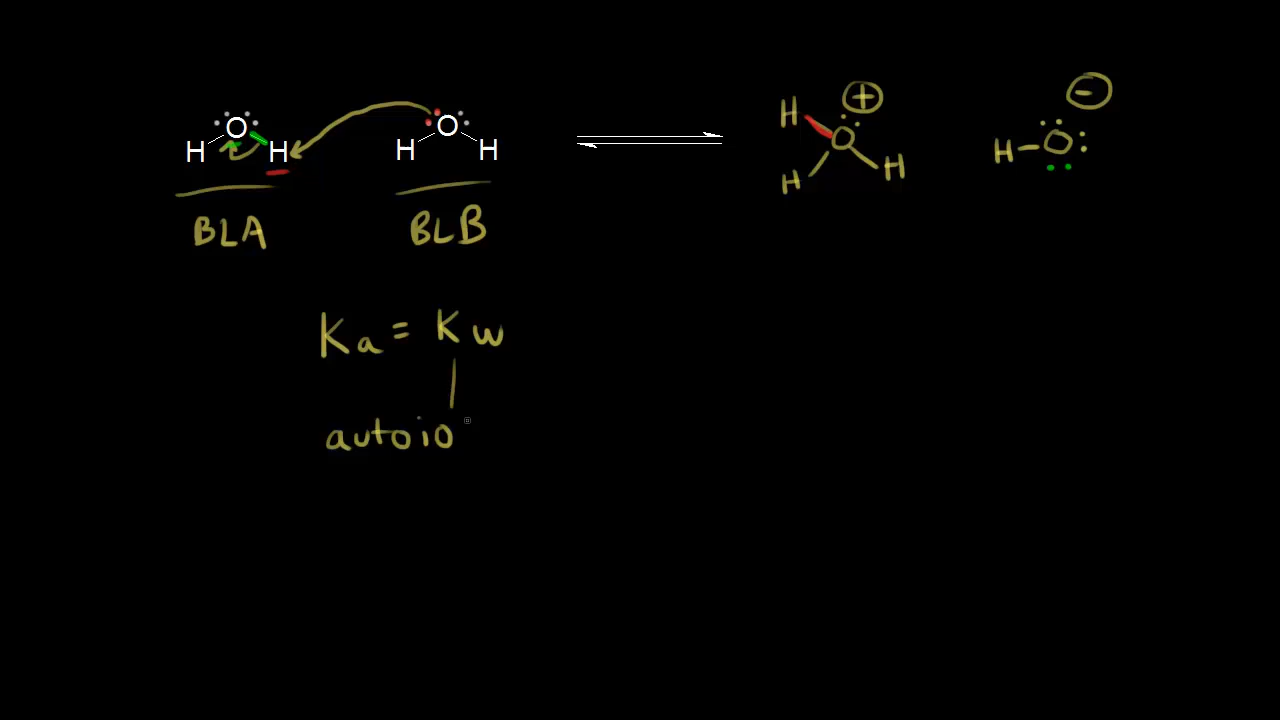 H O H H O H ⇌ H O H H ⊕ H-O ⊖
BLA BLB
Ka = Kw
autoio